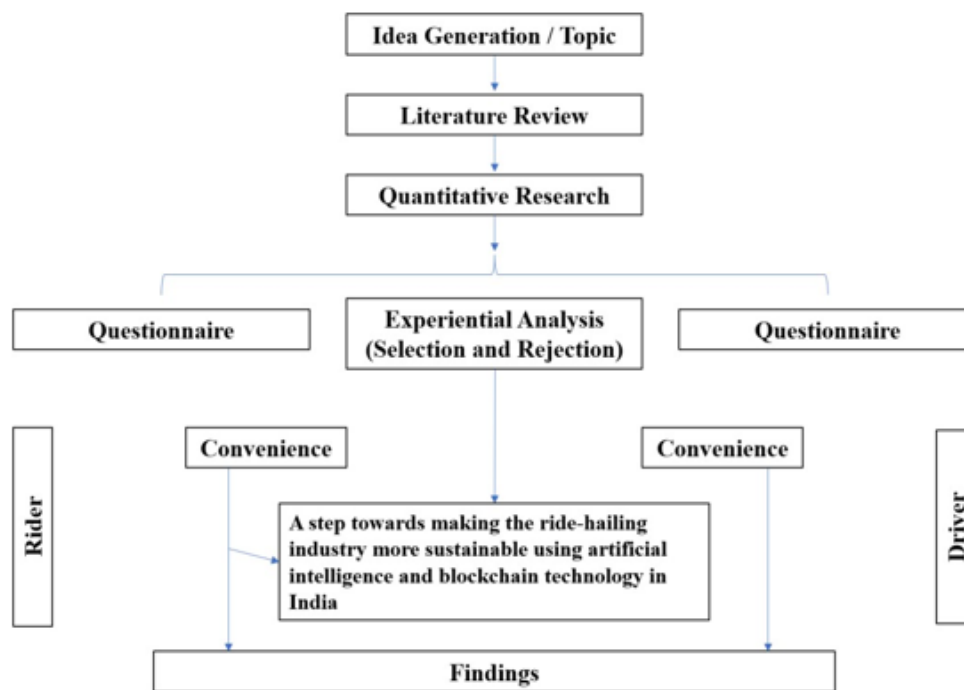 Idea Generation / Topic
Literature Review
Quantitative Research
Questionnaire
Experiential Analysis
(Selection and Rejection)
Questionnaire
Rider
Convenience
Convenience
Driver
A step towards making the ride-hailing
industry more sustainable using artificial
intelligence and blockchain technology in
India
Findings